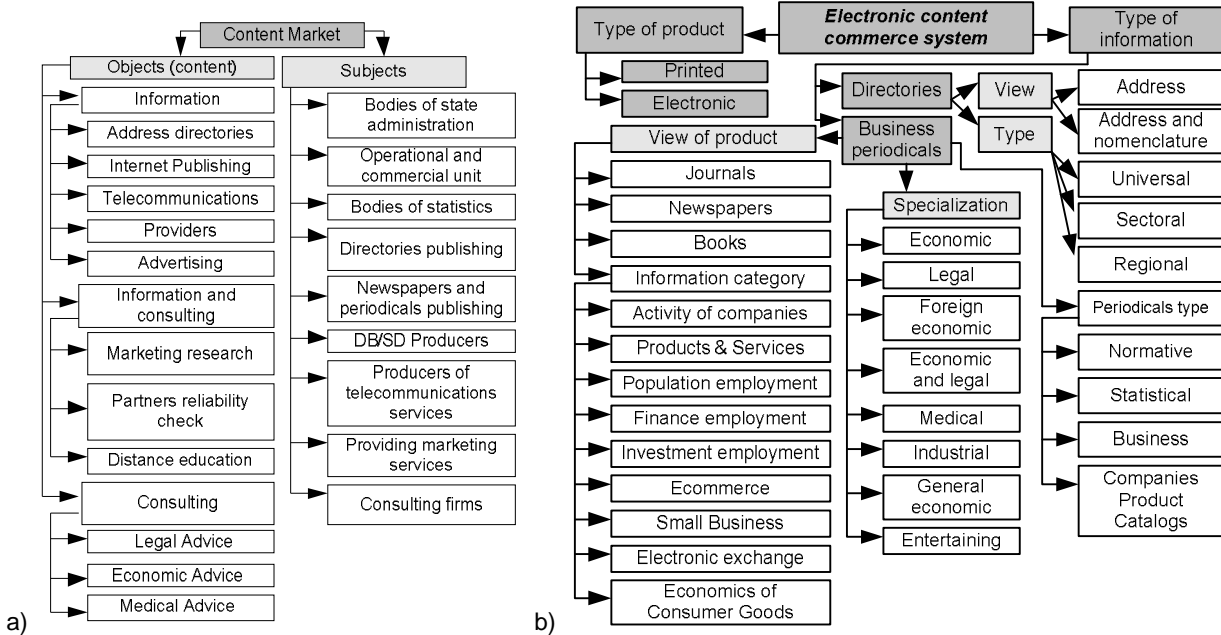 Content Market
Objects (content)
Information
Address directories
Internet Publishing
Telecommunications
Providers
Advertising
Information and
consulting
Marketing research
Partners reliability
check
Distance education
Consulting
Legal Advice
Economic Advice
Medical Advice
Subjects
Bodies of state
administration
Operational and
commercial unit
Bodies of statistics
Directories publishing
Newspapers and
periodicals publishing
DB/SD Producers
Producers of
telecommunications
services
Providing marketing
services
Consulting firms
a)
Electronic content
commerce system
Type of product
Printed
Electronic
View of product
Journals
Newspapers
Books
Information category
Activity of companies
Products & Services
Population employment
Finance employment
Investment employment
Ecommerce
Small Business
Electronic exchange
Economics of
Consumer Goods
Directories
Business
periodicals
Specialization
Economic
Legal
Foreign
economic
Economic
and legal
Medical
Industrial
General
economic
Entertaining
View
Type
Type of
information
Address
Address and
nomenclature
Universal
Sectoral
Regional
Periodicals type
Normative
Statistical
Business
Companies
Product
Catalogs
b)